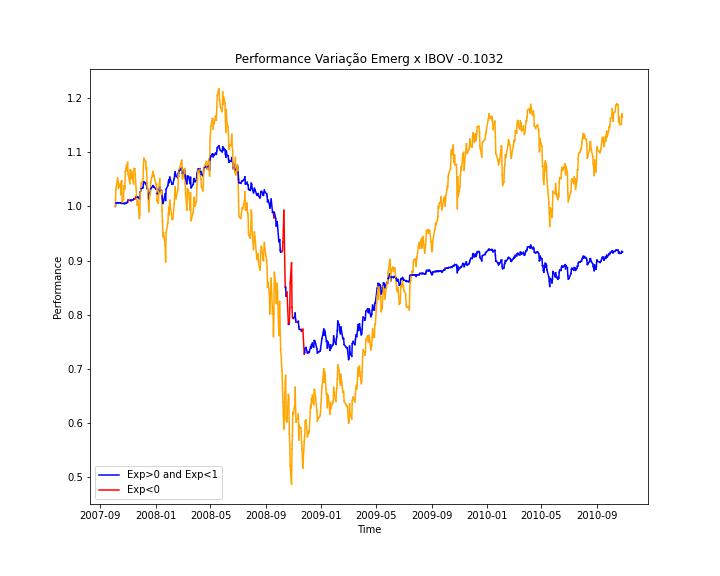 Performance Variação Emerg x IBOV -0.1032
1.2
1.1
1.0
0.9
0.8
0.7
0.6
0.5
Performance
Exp>0 and Exp<1
Exp<0
2007-09 2008-01 2008-05 2008-09 2009-01 2009-05 2009-09 2010-01 2010-05 2010-09
Time